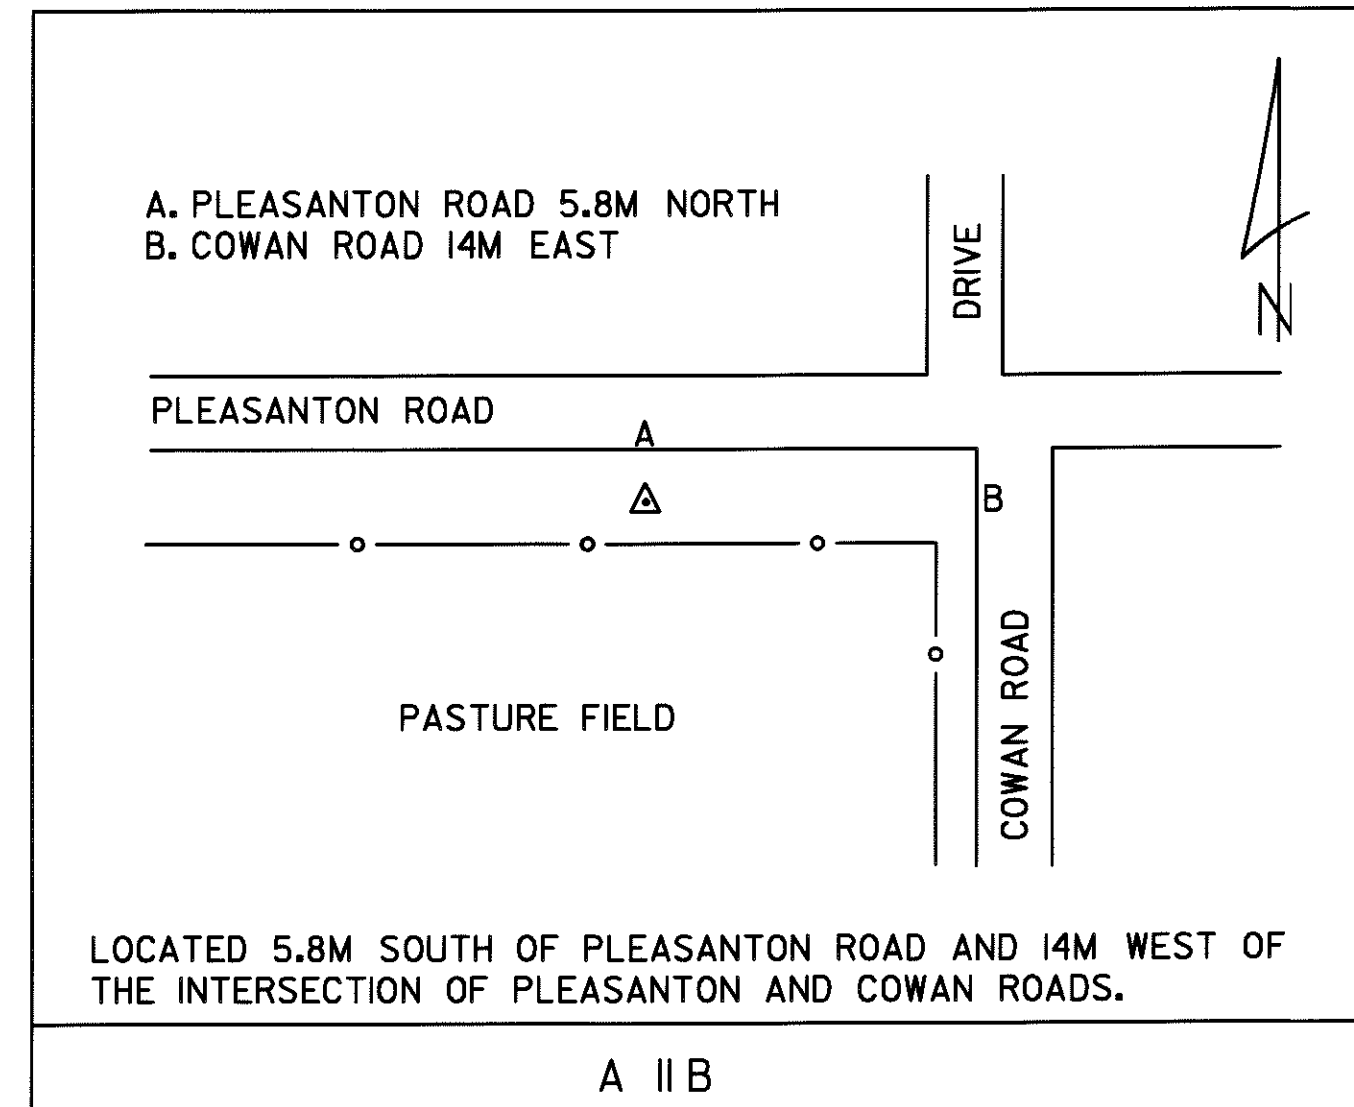 A. PLEASANTON ROAD 5.8M NORTH
B. COWAN ROAD 14M EAST
DRIVE
N
PLEASANTON ROAD
A
B
COWAN ROAD
PASTURE FIELD
LOCATED 5.8M SOUTH OF PLEASANTON ROAD AND 14M WEST OF
THE INTERSECTION OF PLEASANTON AND COWAN ROADS.
A 11 B